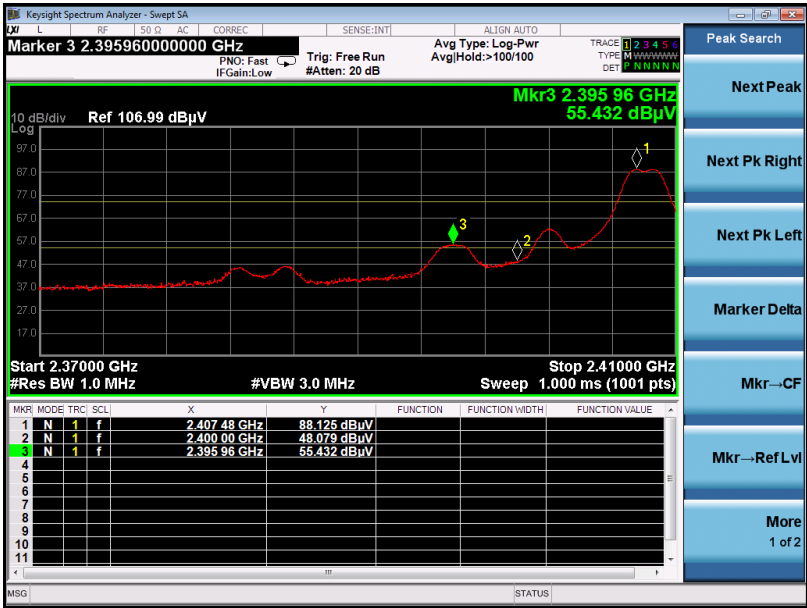 Keysight Spectrum Analyzer - Swept SA
LXI L RF 50 Ω AC CORREC SENSE:INT ALIGN AUTO
Marker 3 2.395960000000 GHz
PNO: Fast
IFGain:Low
Trig: Free Run
#Atten: 20 dB
Avg Type: Log-Pwr
Avg|Hold:>100/100
TRACE 1 2 3 4 5 6
TYPE M WWWWW
DET P N N N N N
Mkr3 2.395 96 GHz
55.432 dBµV
10 dB/div Ref 106.99 dBµV
Log
97.0
87.0
77.0
67.0
57.0
47.0
37.0
27.0
17.0
1
2
3
Start 2.37000 GHz Stop 2.41000 GHz
#Res BW 1.0 MHz #VBW 3.0 MHz Sweep 1.000 ms (1001 pts)
MKR MODE TRC SCL X Y FUNCTION FUNCTION WIDTH FUNCTION VALUE
1 N 1 f 2.407 48 GHz 88.125 dBµV
2 N 1 f 2.400 00 GHz 48.079 dBµV
3 N 1 f 2.395 96 GHz 55.432 dBµV
4
5
6
7
8
9
10
11
MSG STATUS
Peak Search
Next Peak
Next Pk Right
Next Pk Left
Marker Delta
Mkr→CF
Mkr→Ref Lvl
More
1 of 2